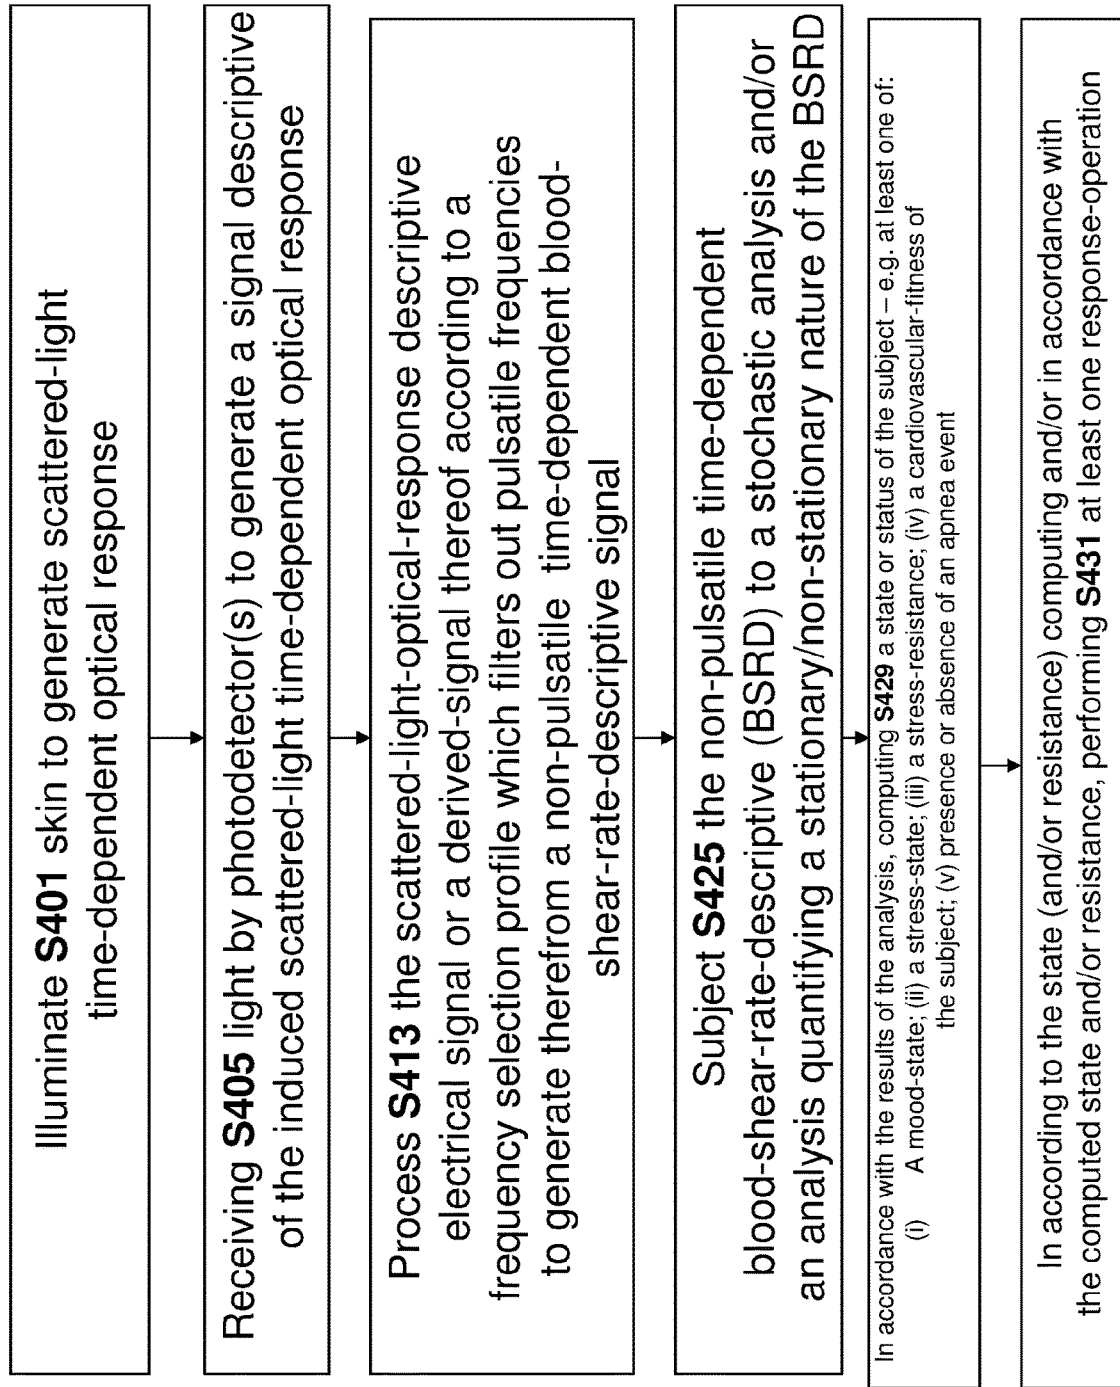 Illuminate S401 skin to generate scattered-light
time-dependent optical response
Receiving S405 light by photodetector(s) to generate a signal descriptive
of the induced scattered-light time-dependent optical response
Process S413 the scattered-light-optical-response descriptive
electrical signal or a derived-signal thereof according to a
frequency selection profile which filters out pulsatile frequencies
to generate therefrom a non-pulsatile time-dependent blood-
shear-rate-descriptive signal
Subject S425 the non-pulsatile time-dependent
blood-shear-rate-descriptive (BSRD) to a stochastic analysis and/or
an analysis quantifying a stationary/non-stationary nature of the BSRD
In accordance with the results of the analysis, computing S429 a state or status of the subject – e.g. at least one of:
(i) A mood-state; (ii) a stress-state; (iii) a stress-resistance; (iv) a cardiovascular-fitness of
the subject; (v) presence or absence of an apnea event
In according to the state (and/or resistance) computing and/or in accordance with
the computed state and/or resistance, performing S431 at least one response-operation